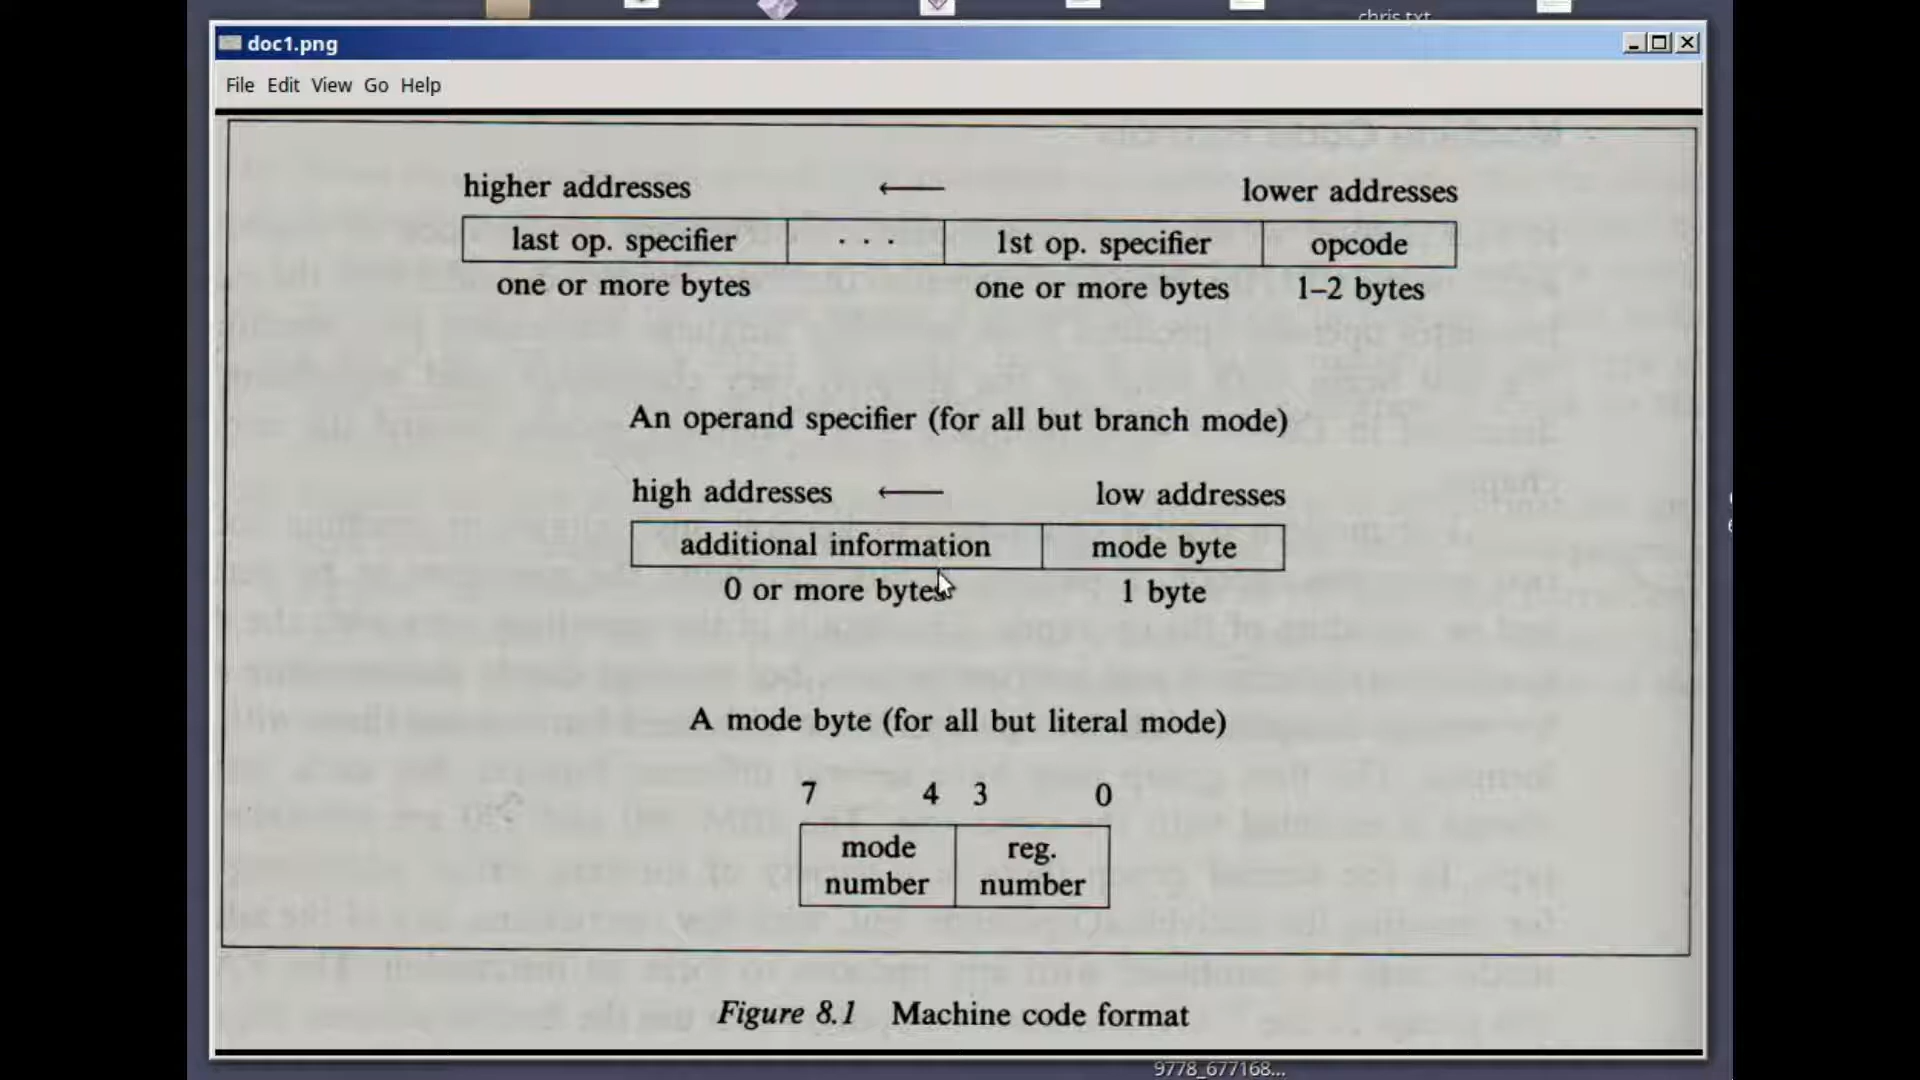 chris.txt
doc1.png
File Edit View Go Help
higher addresses ← lower addresses
last op. specifier · · · 1st op. specifier opcode
one or more bytes one or more bytes 1–2 bytes
An operand specifier (for all but branch mode)
high addresses ← low addresses
additional information mode byte
0 or more bytes 1 byte
A mode byte (for all but literal mode)
7 4 3 0
mode reg.
number number
Figure 8.1 Machine code format
9778_677168...